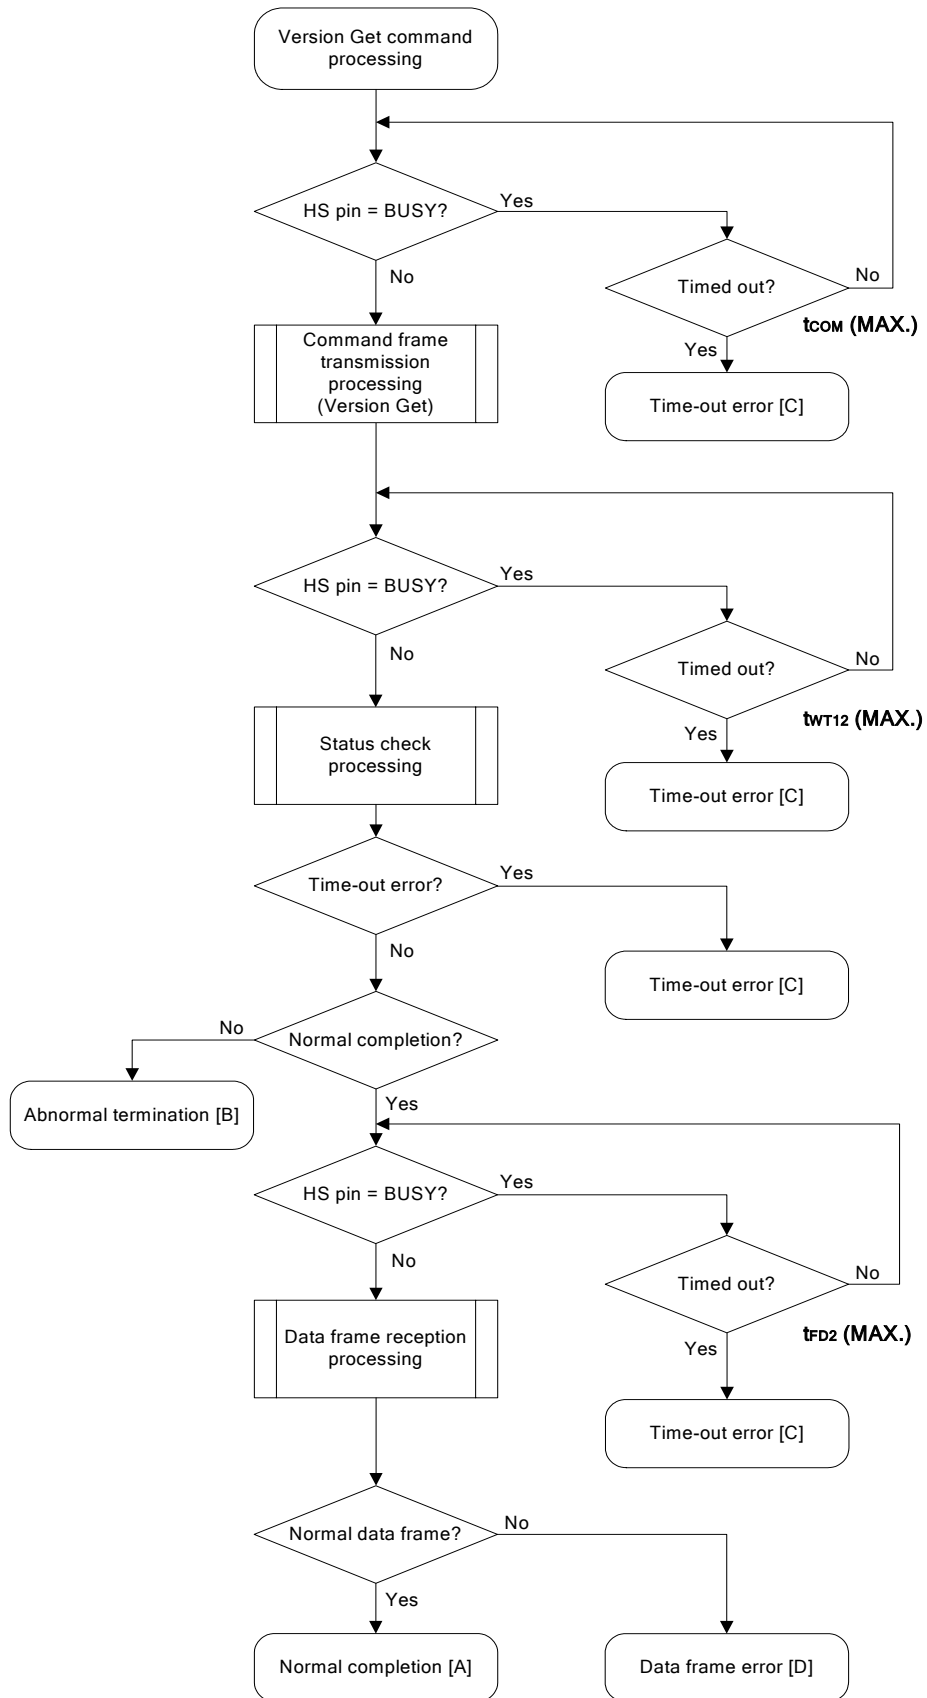 Version Get command
processing
HS pin = BUSY?
Yes
No
Timed out?
No
tCOM (MAX.)
Yes
Command frame
transmission
processing
(Version Get)
Time-out error [C]
HS pin = BUSY?
Yes
No
Timed out?
No
tWT12 (MAX.)
Yes
Status check
processing
Time-out error [C]
Time-out error?
Yes
No
Time-out error [C]
Normal completion?
No
Abnormal termination [B]
Yes
HS pin = BUSY?
Yes
No
Timed out?
No
tFD2 (MAX.)
Yes
Data frame reception
processing
Time-out error [C]
Normal data frame?
No
Yes
Normal completion [A]
Data frame error [D]